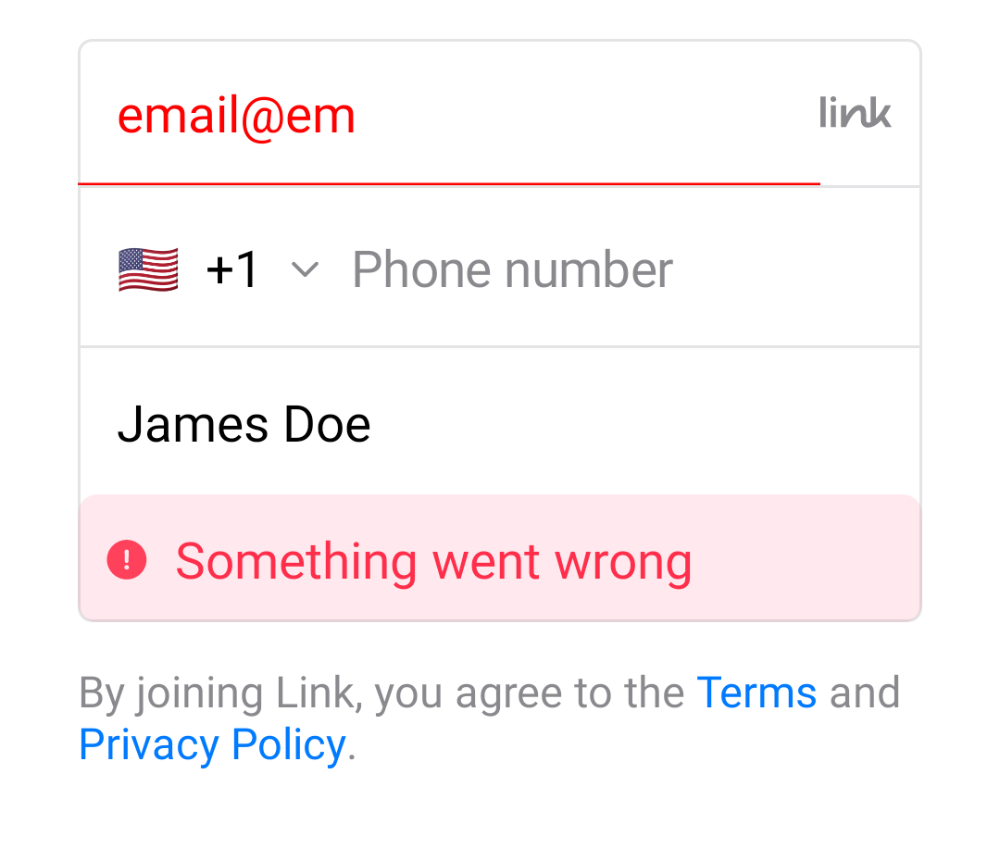 email@em link
🇺🇸 +1 Phone number
James Doe
Something went wrong
By joining Link, you agree to the Terms and
Privacy Policy.